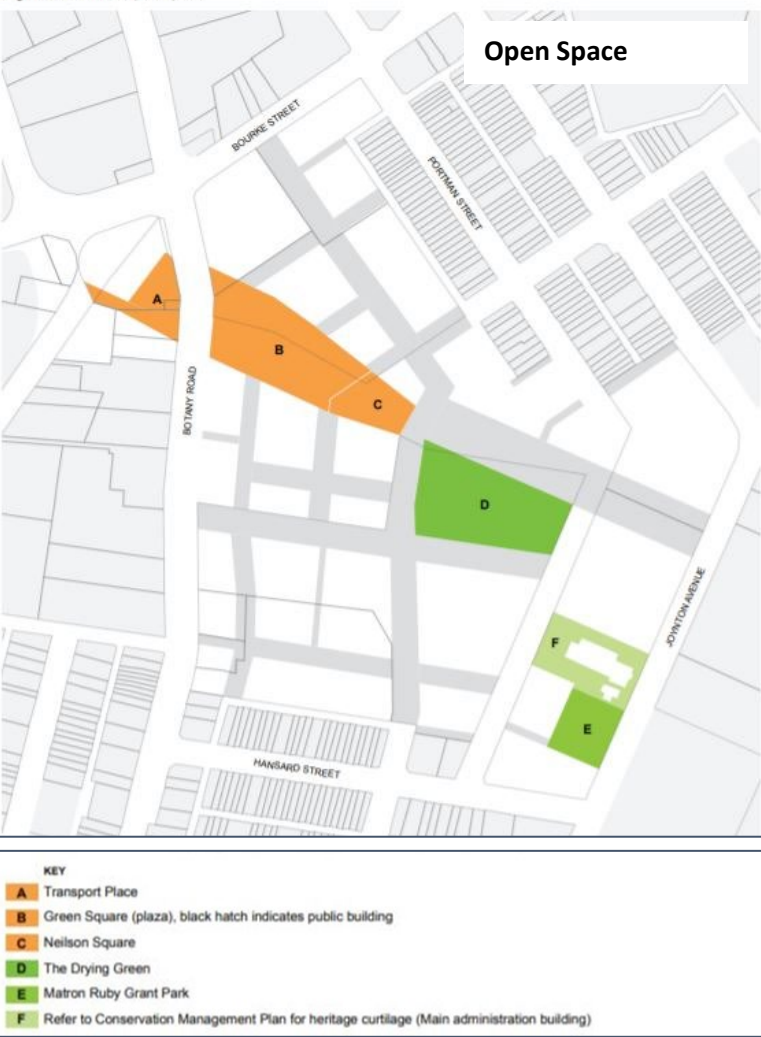 Open Space
BOURKE STREET
PORTMAN STREET
A
B
C
BOTANY ROAD
D
JOYNTON AVENUE
F
E
HANSARD STREET
KEY
A Transport Place
B Green Square (plaza), black hatch indicates public building
C Neilson Square
D The Drying Green
E Matron Ruby Grant Park
F Refer to Conservation Management Plan for heritage curtilage (Main administration building)